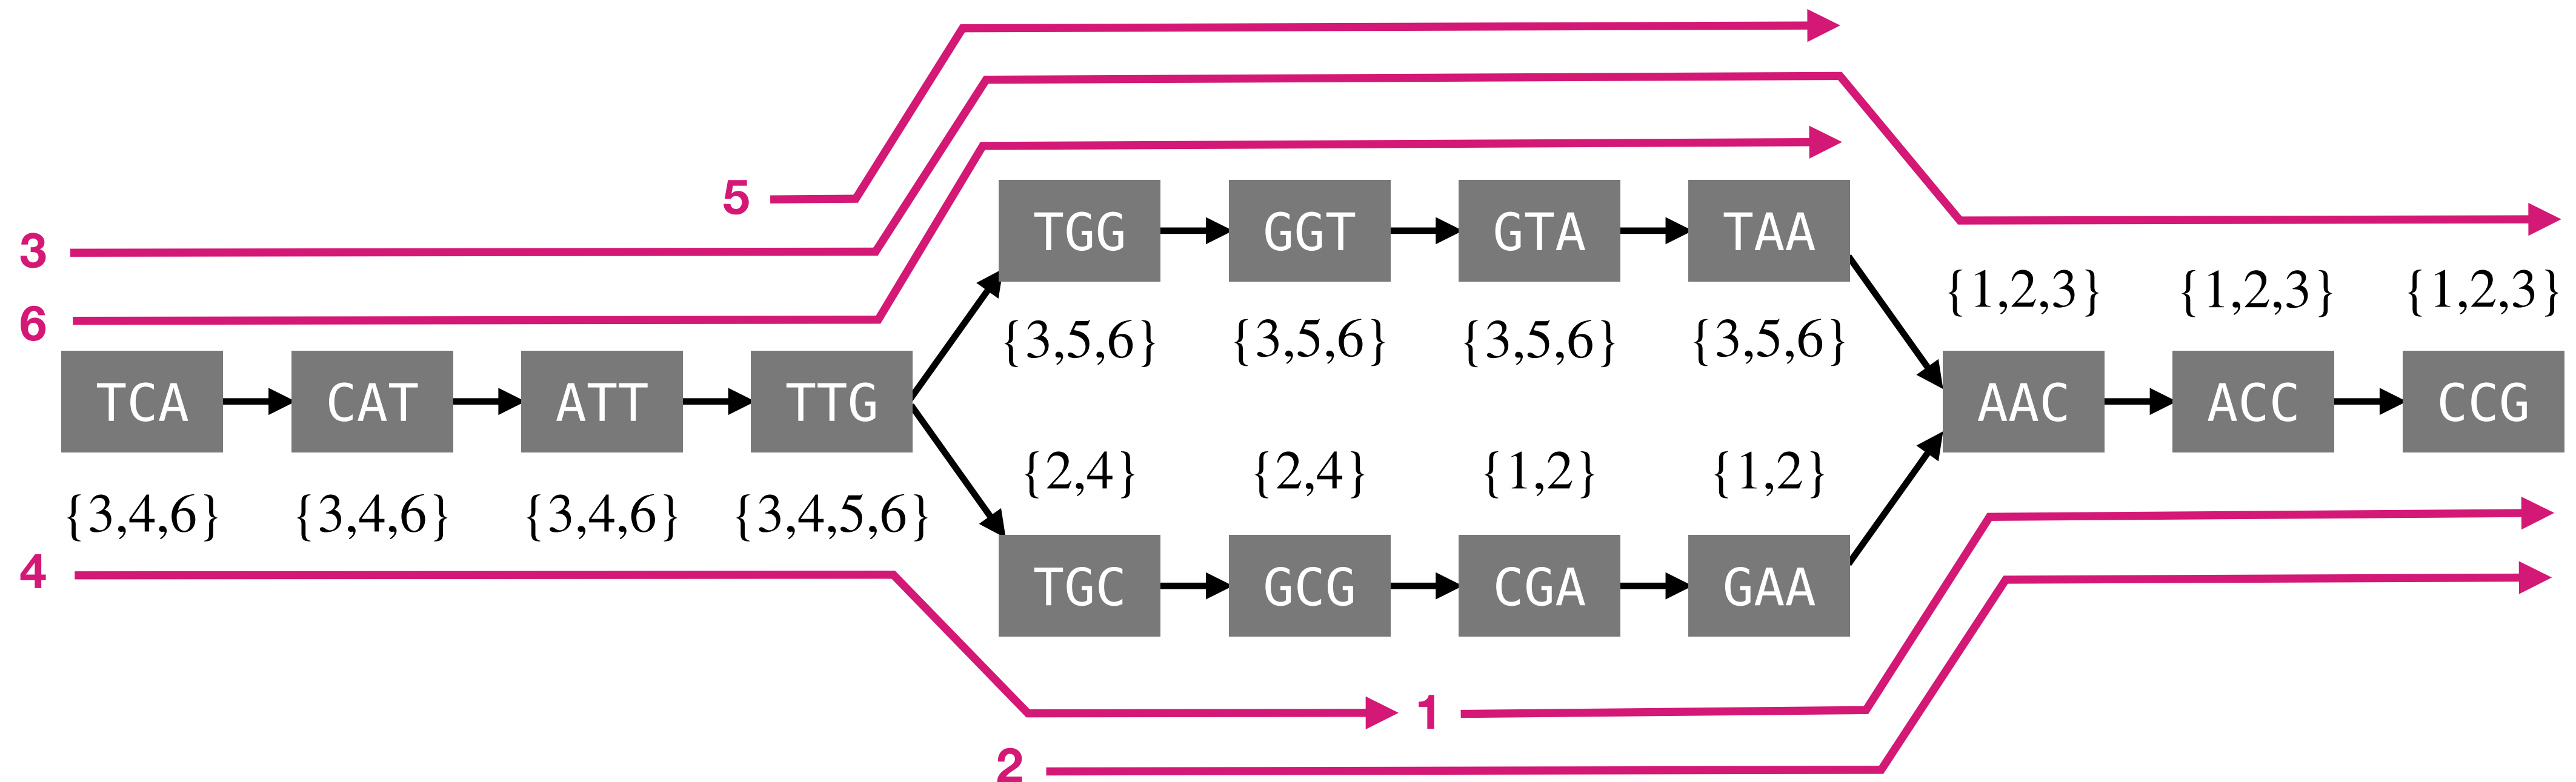 5
3
6
TGG GGT GTA TAA
{3,5,6} {3,5,6} {3,5,6} {3,5,6}
{1,2,3} {1,2,3} {1,2,3}
TCA CAT ATT TTG
AAC ACC CCG
{3,4,6} {3,4,6} {3,4,6} {3,4,5,6}
{2,4} {2,4} {1,2} {1,2}
TGC GCG CGA GAA
4
1
2